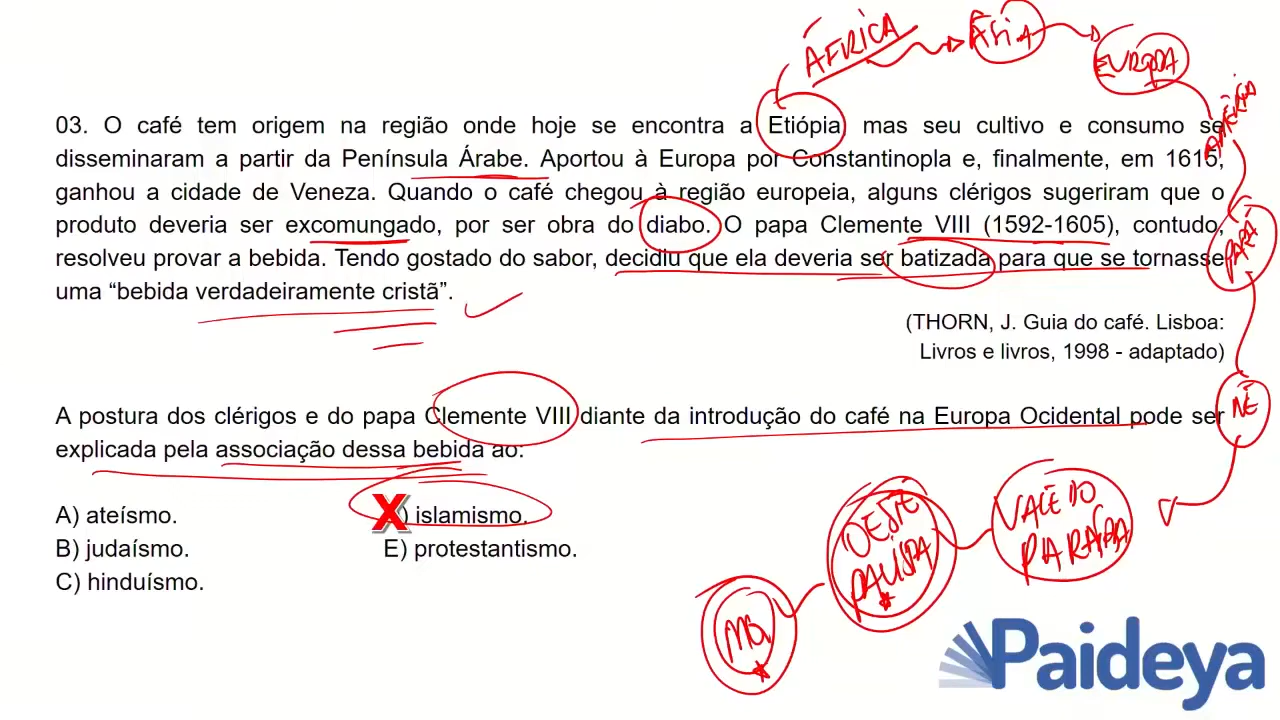 ÁFRICA
ÁSIA
EUROPA
03. O café tem origem na região onde hoje se encontra a Etiópia, mas seu cultivo e consumo se
disseminaram a partir da Península Árabe. Aportou à Europa por Constantinopla e, finalmente, em 1615,
ganhou a cidade de Veneza. Quando o café chegou à região europeia, alguns clérigos sugeriram que o
produto deveria ser excomungado, por ser obra do diabo. O papa Clemente VIII (1592-1605), contudo,
resolveu provar a bebida. Tendo gostado do sabor, decidiu que ela deveria ser batizada para que se tornasse
uma “bebida verdadeiramente cristã”.
PARÁ
(THORN, J. Guia do café. Lisboa:
Livros e livros, 1998 - adaptado)
NE
A postura dos clérigos e do papa Clemente VIII diante da introdução do café na Europa Ocidental pode ser
explicada pela associação dessa bebida ao:
A) ateísmo.
X) islamismo.
B) judaísmo.
E) protestantismo.
C) hinduísmo.
VALE DO
PARAÍBA
OESTE
PAULISTA
MG
Paideya